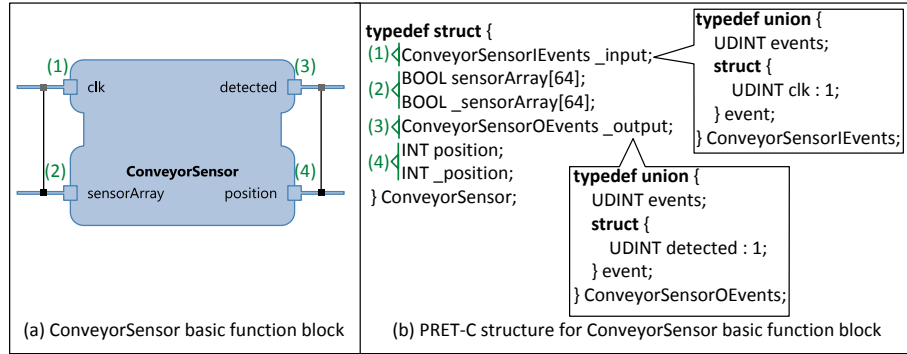 (1)
(3)
clk
detected
(2)
ConveyorSensor
(4)
sensorArray
position
(a) ConveyorSensor basic function block
typedef struct {
(1) ConveyorSensorIEvents _input;
(2) BOOL sensorArray[64];
BOOL _sensorArray[64];
(3) ConveyorSensorOEvents _output;
(4) INT position;
INT _position;
} ConveyorSensor;
typedef union {
UDINT events;
struct {
UDINT clk : 1;
} event;
} ConveyorSensorIEvents;
typedef union {
UDINT events;
struct {
UDINT detected : 1;
} event;
} ConveyorSensorOEvents;
(b) PRET-C structure for ConveyorSensor basic function block